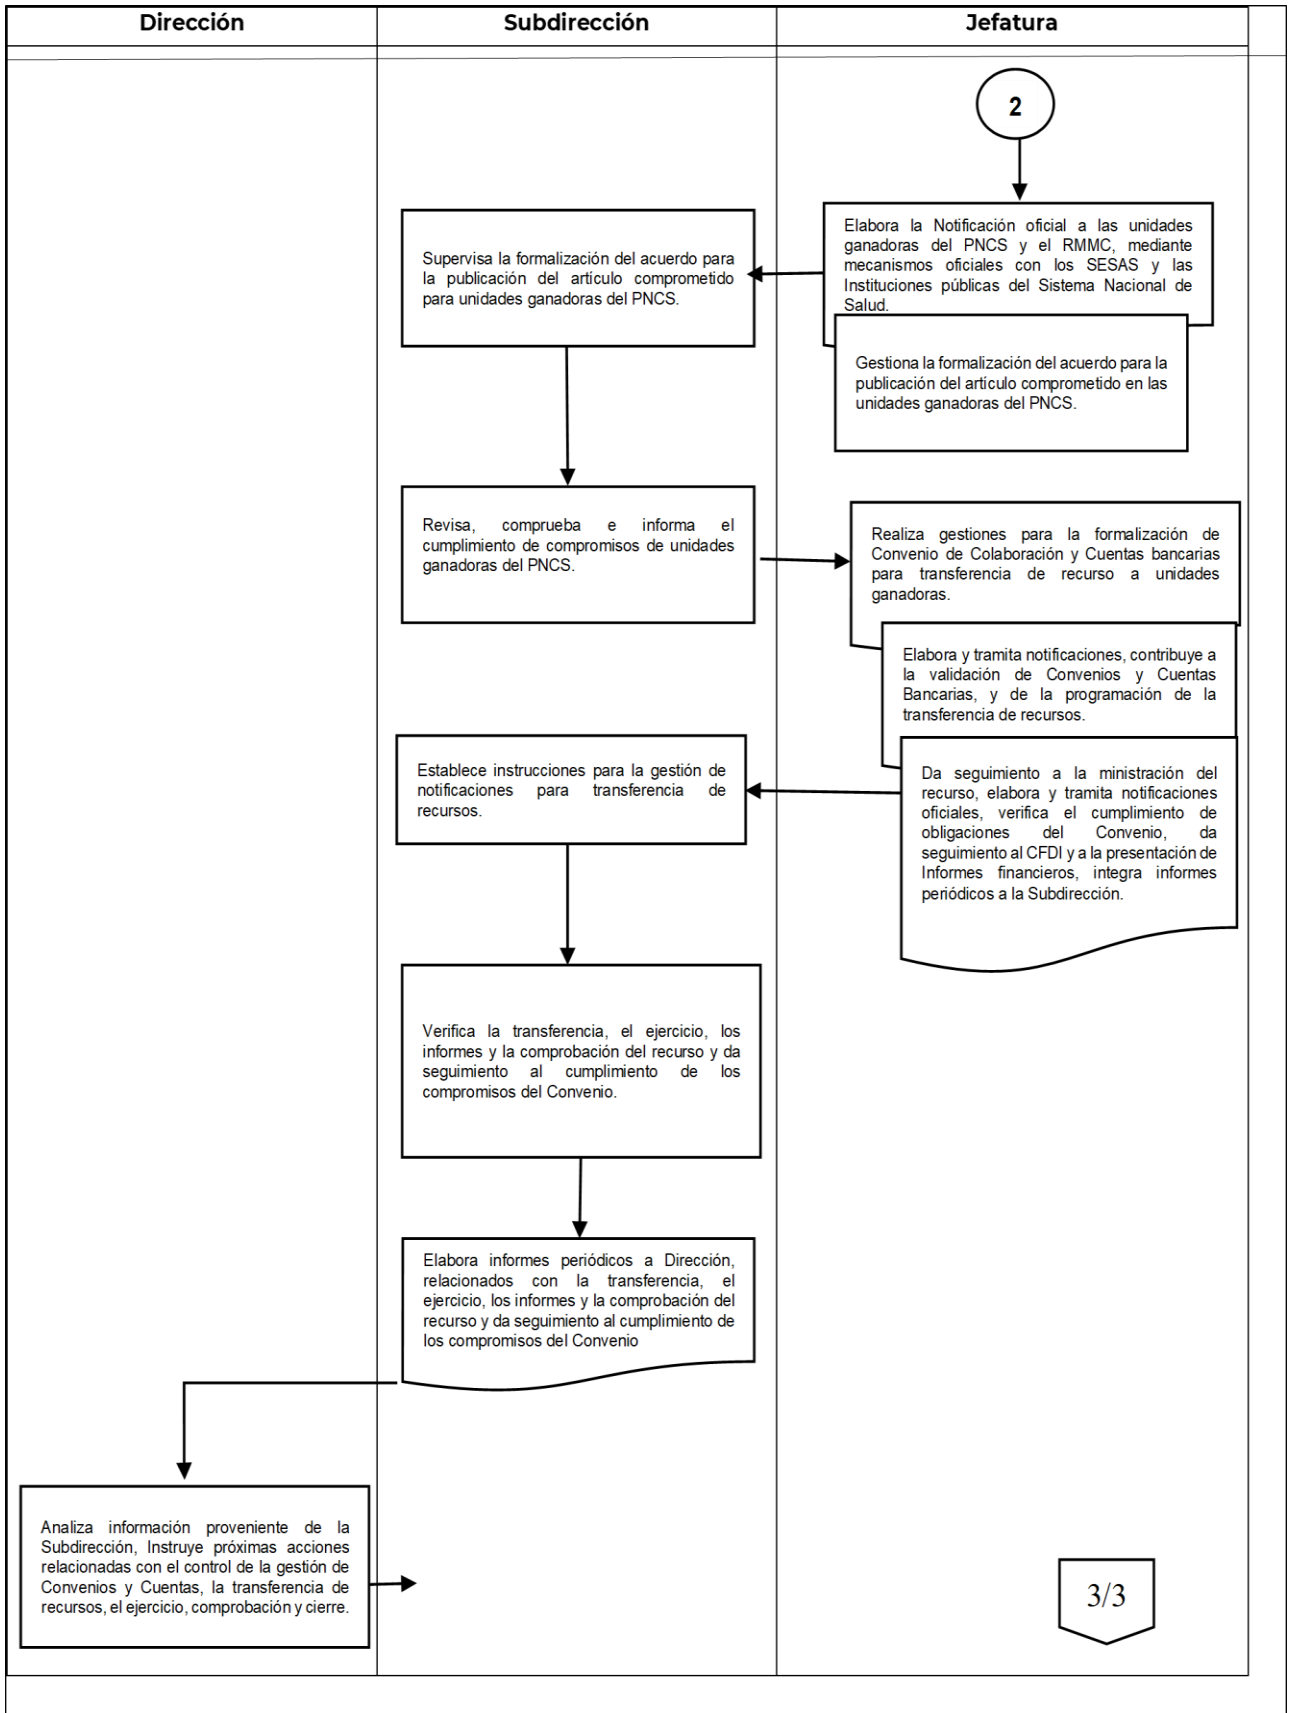 Dirección
Subdirección
Jefatura
2
Elabora la Notificación oficial a las unidades
ganadoras del PNCS y el RMMC, mediante
mecanismos oficiales con los SESAS y las
Instituciones públicas del Sistema Nacional de
Salud.
Supervisa la formalización del acuerdo para
la publicación del artículo comprometido
para unidades ganadoras del PNCS.
Gestiona la formalización del acuerdo para la
publicación del artículo comprometido en las
unidades ganadoras del PNCS.
Revisa, comprueba e informa el
cumplimiento de compromisos de unidades
ganadoras del PNCS.
Realiza gestiones para la formalización de
Convenio de Colaboración y Cuentas bancarias
para transferencia de recurso a unidades
ganadoras.
Elabora y tramita notificaciones, contribuye a
la validación de Convenios y Cuentas
Bancarias, y de la programación de la
transferencia de recursos.
Establece instrucciones para la gestión de
notificaciones para transferencia de
recursos.
Da seguimiento a la ministración del
recurso, elabora y tramita notificaciones
oficiales, verifica el cumplimiento de
obligaciones del Convenio, da
seguimiento al CFDI y a la presentación de
Informes financieros, integra informes
periódicos a la Subdirección.
Verifica la transferencia, el ejercicio, los
informes y la comprobación del recurso y da
seguimiento al cumplimiento de los
compromisos del Convenio.
Elabora informes periódicos a Dirección,
relacionados con la transferencia, el
ejercicio, los informes y la comprobación del
recurso y da seguimiento al cumplimiento de
los compromisos del Convenio
Analiza información proveniente de la
Subdirección, Instruye próximas acciones
relacionadas con el control de la gestión de
Convenios y Cuentas, la transferencia de
recursos, el ejercicio, comprobación y cierre.
3/3